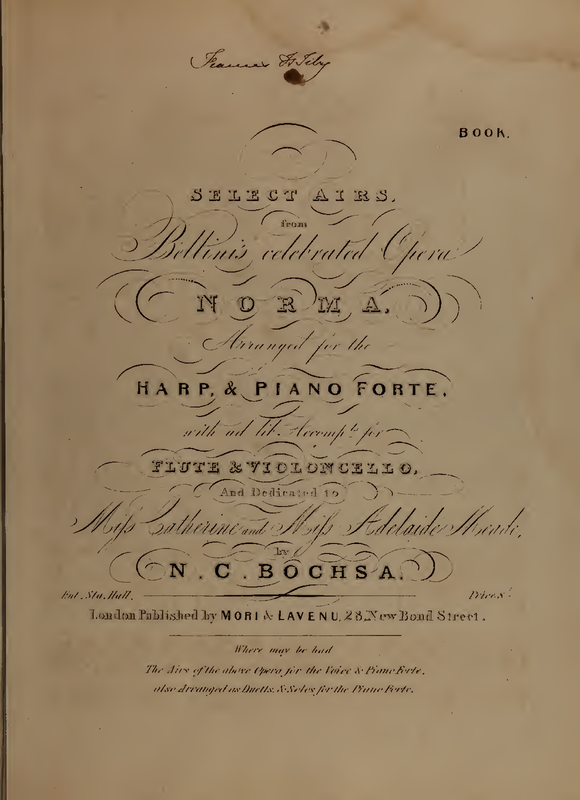 BOOK.
SELECT AIRS,
from
Bellini's celebrated Opera
NORMA,
Arranged for the
HARP, & PIANO FORTE,
with ad lib. Accompts. for
FLUTE & VIOLONCELLO,
And Dedicated to
Miss Catherine and Miss Adelaide Meade,
by
N. C. BOCHSA.
Ent. Sta. Hall.
London Published by MORI & LAVENU, 28, New Bond Street.
Where may be had
The Airs of the above Opera, for the Voice & Piano Forte,
also Arranged as Duetts, & Solos for the Piano Forte.